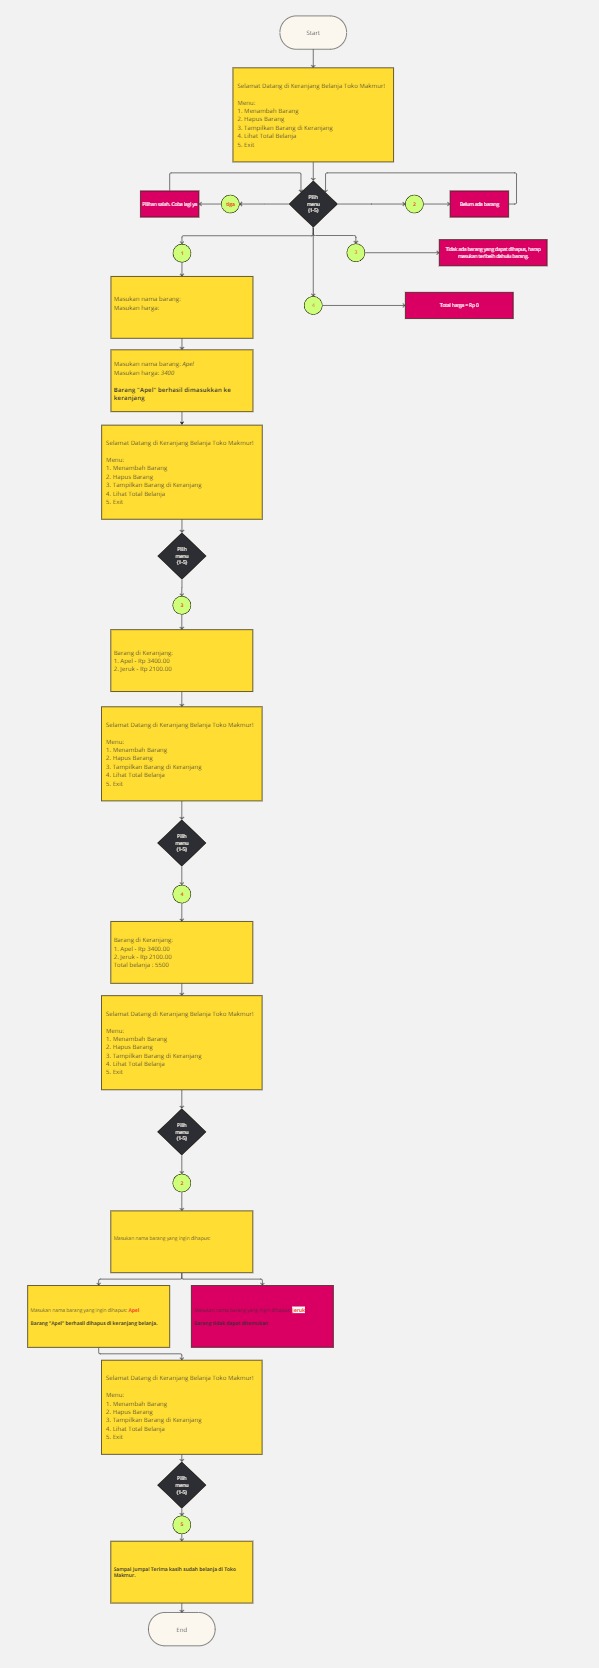 Start
Selamat Datang di Keranjang Belanja Toko Makmur!
Menu:
1. Menambah Barang
2. Hapus Barang
3. Tampilkan Barang di Keranjang
4. Lihat Total Belanja
5. Exit
Pilih
menu
(1-5)
Pilihan salah. Coba lagi ya
tiga
2
Belum ada barang
1
Tidak ada barang yang dapat dihapus, harap
masukan terlebih dahulu barang.
Total harga = Rp 0
Masukan nama barang:
Masukan harga:
Masukan nama barang: Apel
Masukan harga: 3400
Barang "Apel" berhasil dimasukkan ke
keranjang
Selamat Datang di Keranjang Belanja Toko Makmur!
Menu:
1. Menambah Barang
2. Hapus Barang
3. Tampilkan Barang di Keranjang
4. Lihat Total Belanja
5. Exit
Pilih
menu
(1-5)
3
Barang di Keranjang:
1. Apel - Rp 3400.00
2. Jeruk - Rp 2100.00
Selamat Datang di Keranjang Belanja Toko Makmur!
Menu:
1. Menambah Barang
2. Hapus Barang
3. Tampilkan Barang di Keranjang
4. Lihat Total Belanja
5. Exit
Pilih
menu
(1-5)
4
Barang di Keranjang:
1. Apel - Rp 3400.00
2. Jeruk - Rp 2100.00
Total belanja : 5500
Selamat Datang di Keranjang Belanja Toko Makmur!
Menu:
1. Menambah Barang
2. Hapus Barang
3. Tampilkan Barang di Keranjang
4. Lihat Total Belanja
5. Exit
Pilih
menu
(1-5)
2
Masukan nama barang yang ingin dihapus:
Masukan nama barang yang ingin dihapus: Apel
Barang "Apel" berhasil dihapus di keranjang belanja.
Masukan nama barang yang ingin dihapus:
Barang tidak dapat ditemukan
Selamat Datang di Keranjang Belanja Toko Makmur!
Menu:
1. Menambah Barang
2. Hapus Barang
3. Tampilkan Barang di Keranjang
4. Lihat Total Belanja
5. Exit
Pilih
menu
(1-5)
5
Sampai Jumpa! Terima kasih sudah belanja di Toko
Makmur.
End